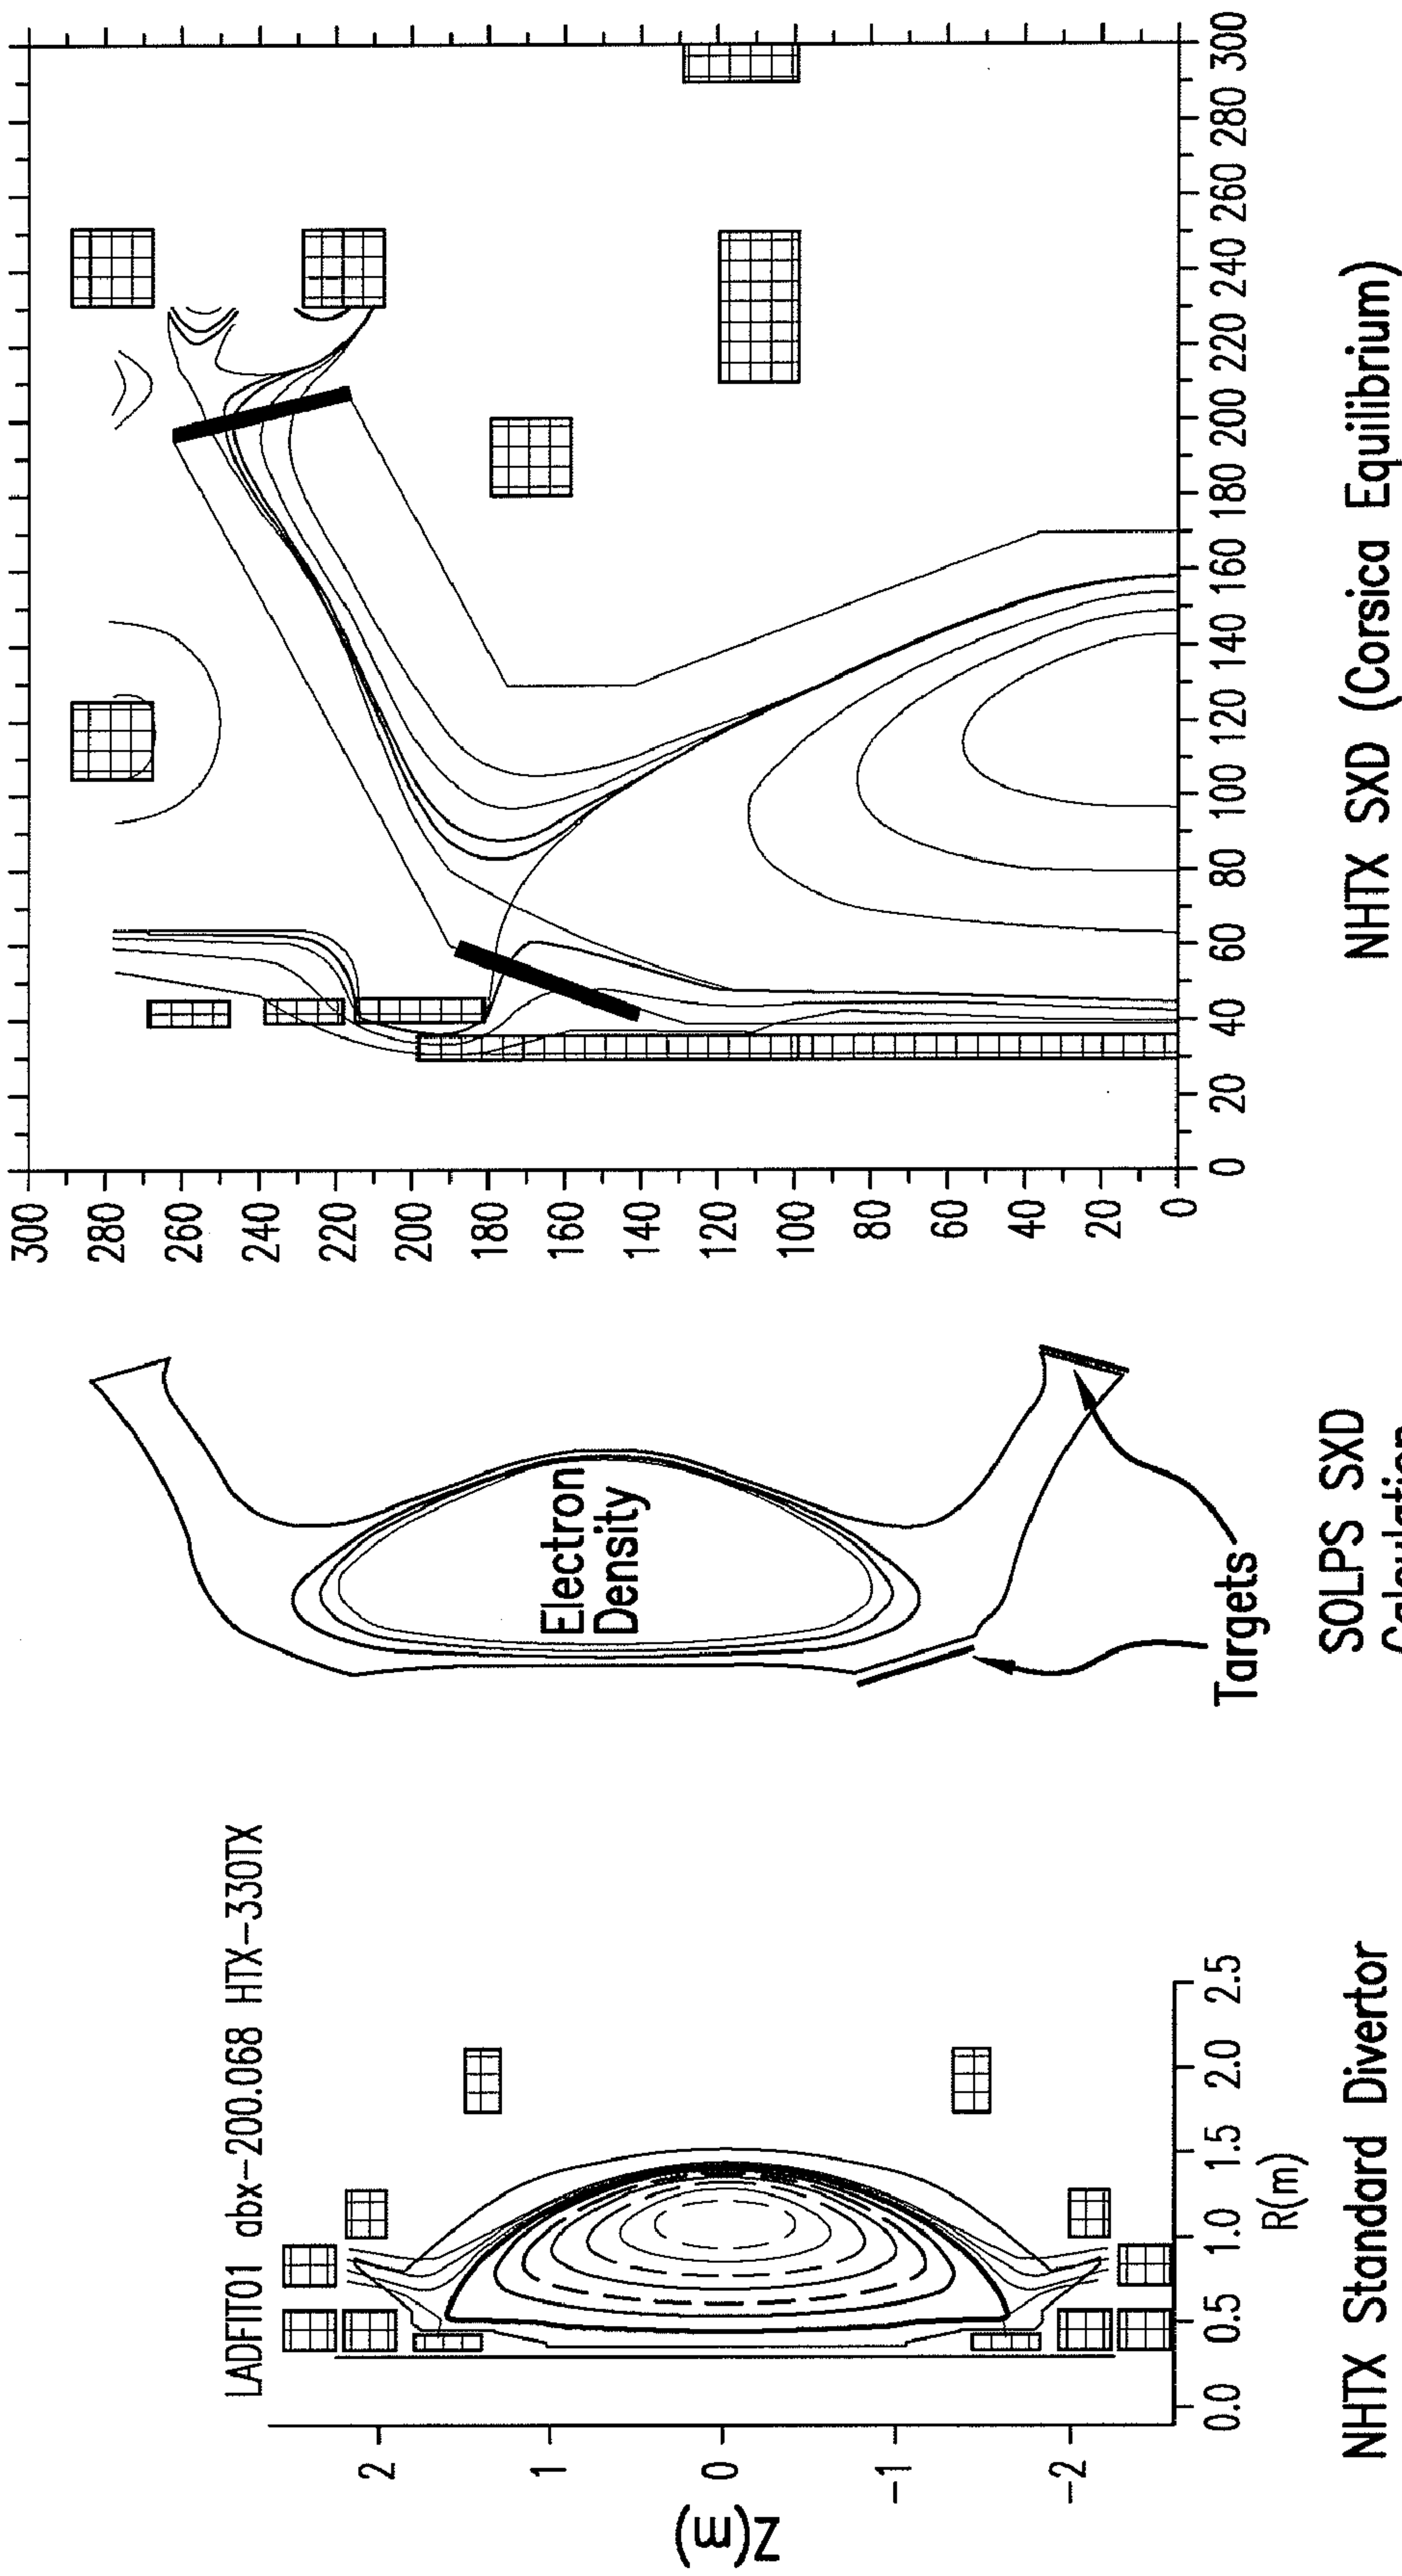 LADFIT01 abx-200.068 HTX-330TX
Z(m)
2
1
0
-1
-2
0.0 0.5 1.0 1.5 2.0 2.5
R(m)
NHTX Standard Divertor
Electron
Density
Targets
SOLPS SXD
300
280
260
240
220
200
180
160
140
120
100
80
60
40
20
0
0 20 40 60 80 100 120 140 160 180 200 220 240 260 280 300
NHTX SXD (Corsica Equilibrium)